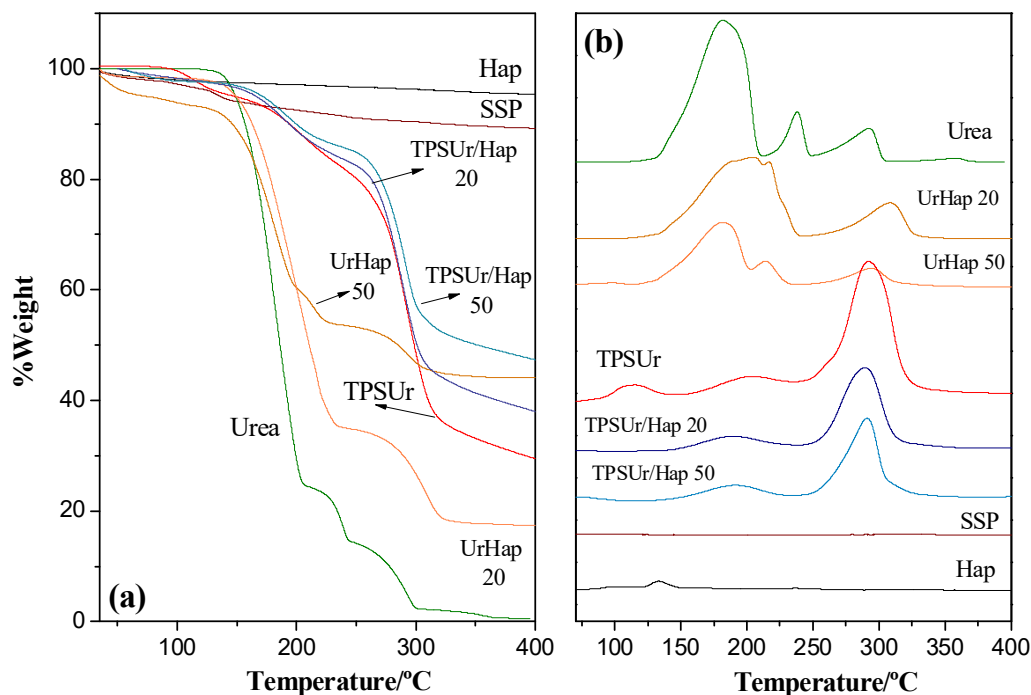 (a)
%Weight
100
80
60
40
20
0
100
200
300
400
Temperature/ºC
Hap
SSP
TPSUr/Hap
20
UrHap
50
TPSUr/Hap
50
TPSUr
Urea
UrHap
20
(b)
Urea
UrHap 20
UrHap 50
TPSUr
TPSUr/Hap 20
TPSUr/Hap 50
SSP
Hap
100
150
200
250
300
350
400
Temperature/ºC